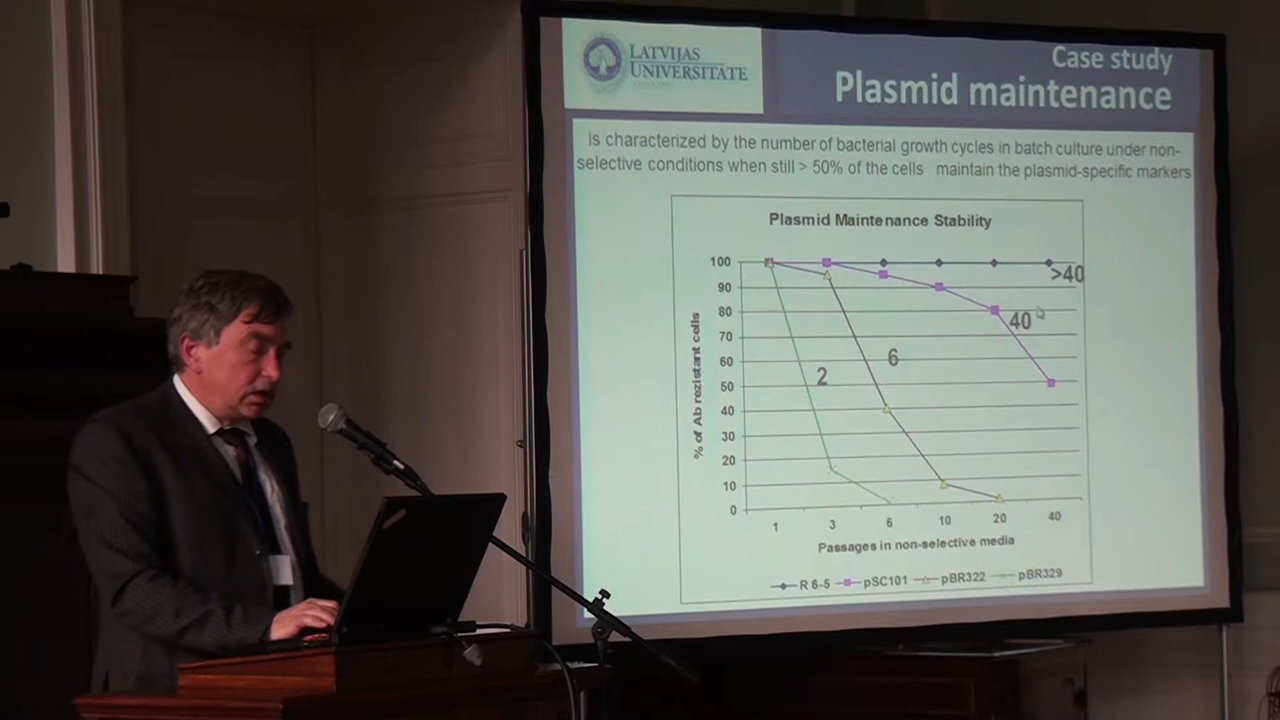 LATVIJAS
UNIVERSITATE
Case study
Plasmid maintenance
is characterized by the number of bacterial growth cycles in batch culture under non-
selective conditions when still > 50% of the cells maintain the plasmid-specific markers
Plasmid Maintenance Stability
% of Ab rezistant cells
100
90
80
70
60
50
40
30
20
10
0
>40
40
6
2
1 3 6 10 20 40
Passages in non-selective media
R 6-5 pSC101 pBR322 pBR329